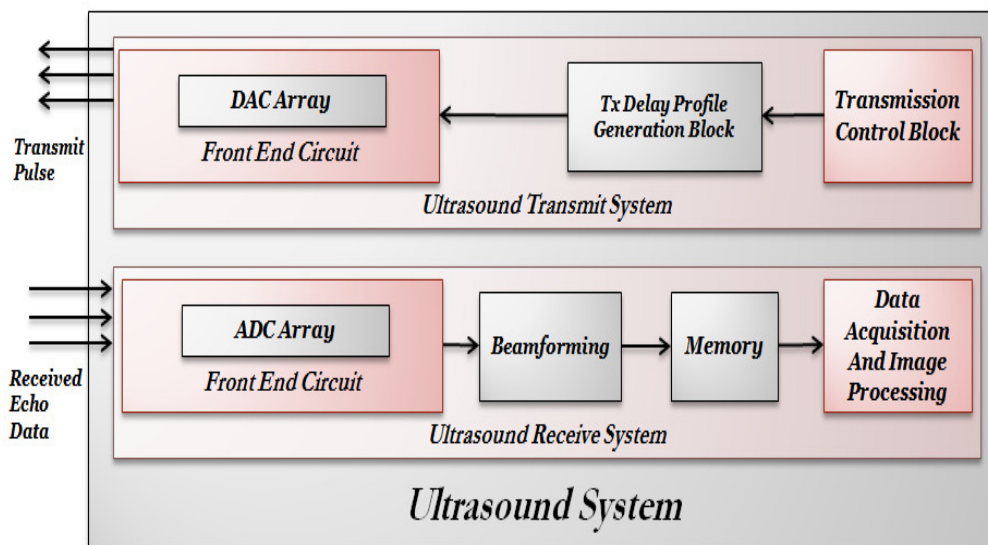 Transmit
Pulse
DAC Array
Front End Circuit
Tx Delay Profile
Generation Block
Transmission
Control Block
Ultrasound Transmit System
Received
Echo
Data
ADC Array
Front End Circuit
Beamforming
Memory
Data
Acquisition
And Image
Processing
Ultrasound Receive System
Ultrasound System